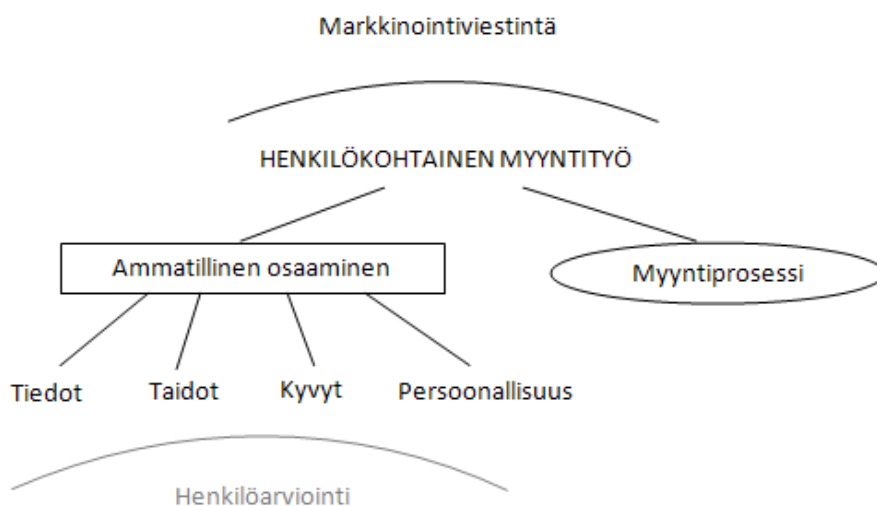 Markkinointiviestintä
HENKILÖKOHTAINEN MYYNTITYÖ
Ammatillinen osaaminen
Myyntiprosessi
Tiedot
Taidot
Kyvyt
Persoonallisuus
Henkilöarviointi